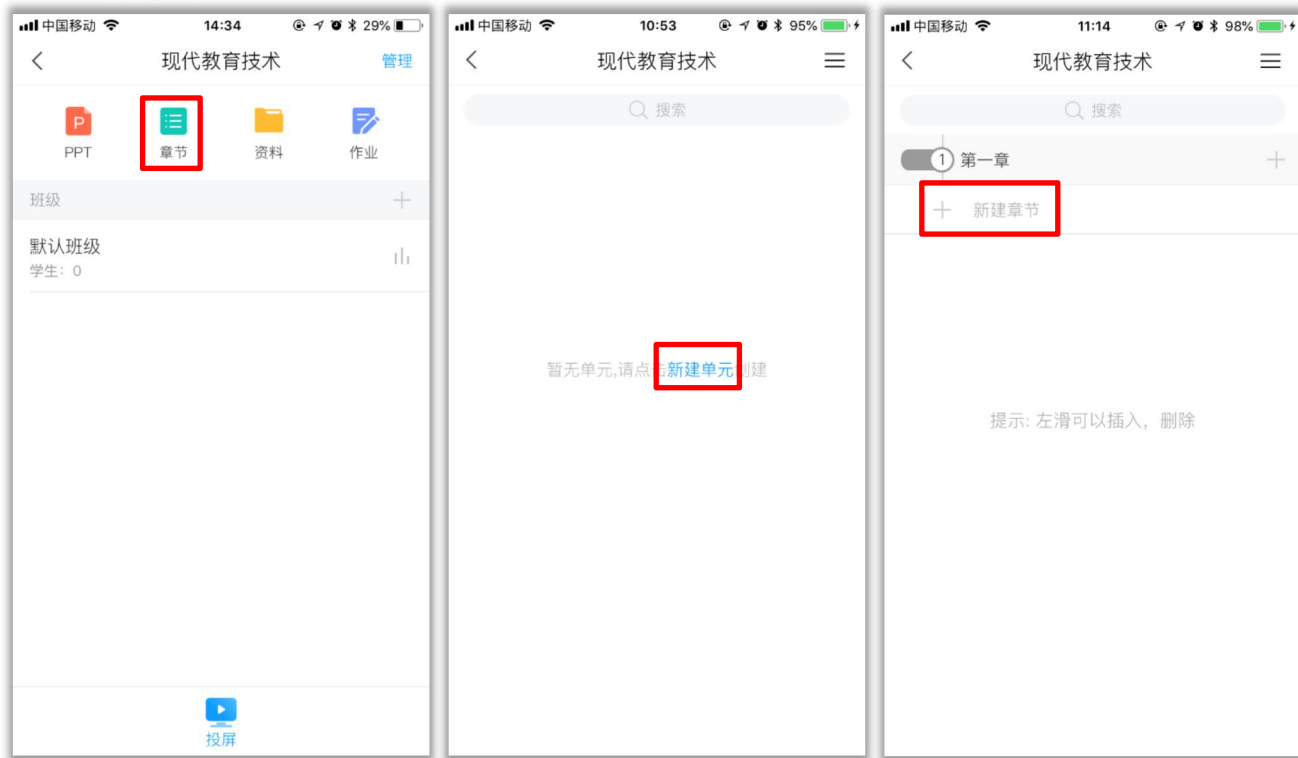 中国移动 14:34 29%
现代教育技术 管理
P
PPT 章节 资料 作业
班级
默认班级
学生: 0
投屏
中国移动 10:53 95%
现代教育技术
搜索
暂无单元,请点击新建单元创建
中国移动 11:14 98%
现代教育技术
搜索
1 第一章
新建章节
提示: 左滑可以插入，删除